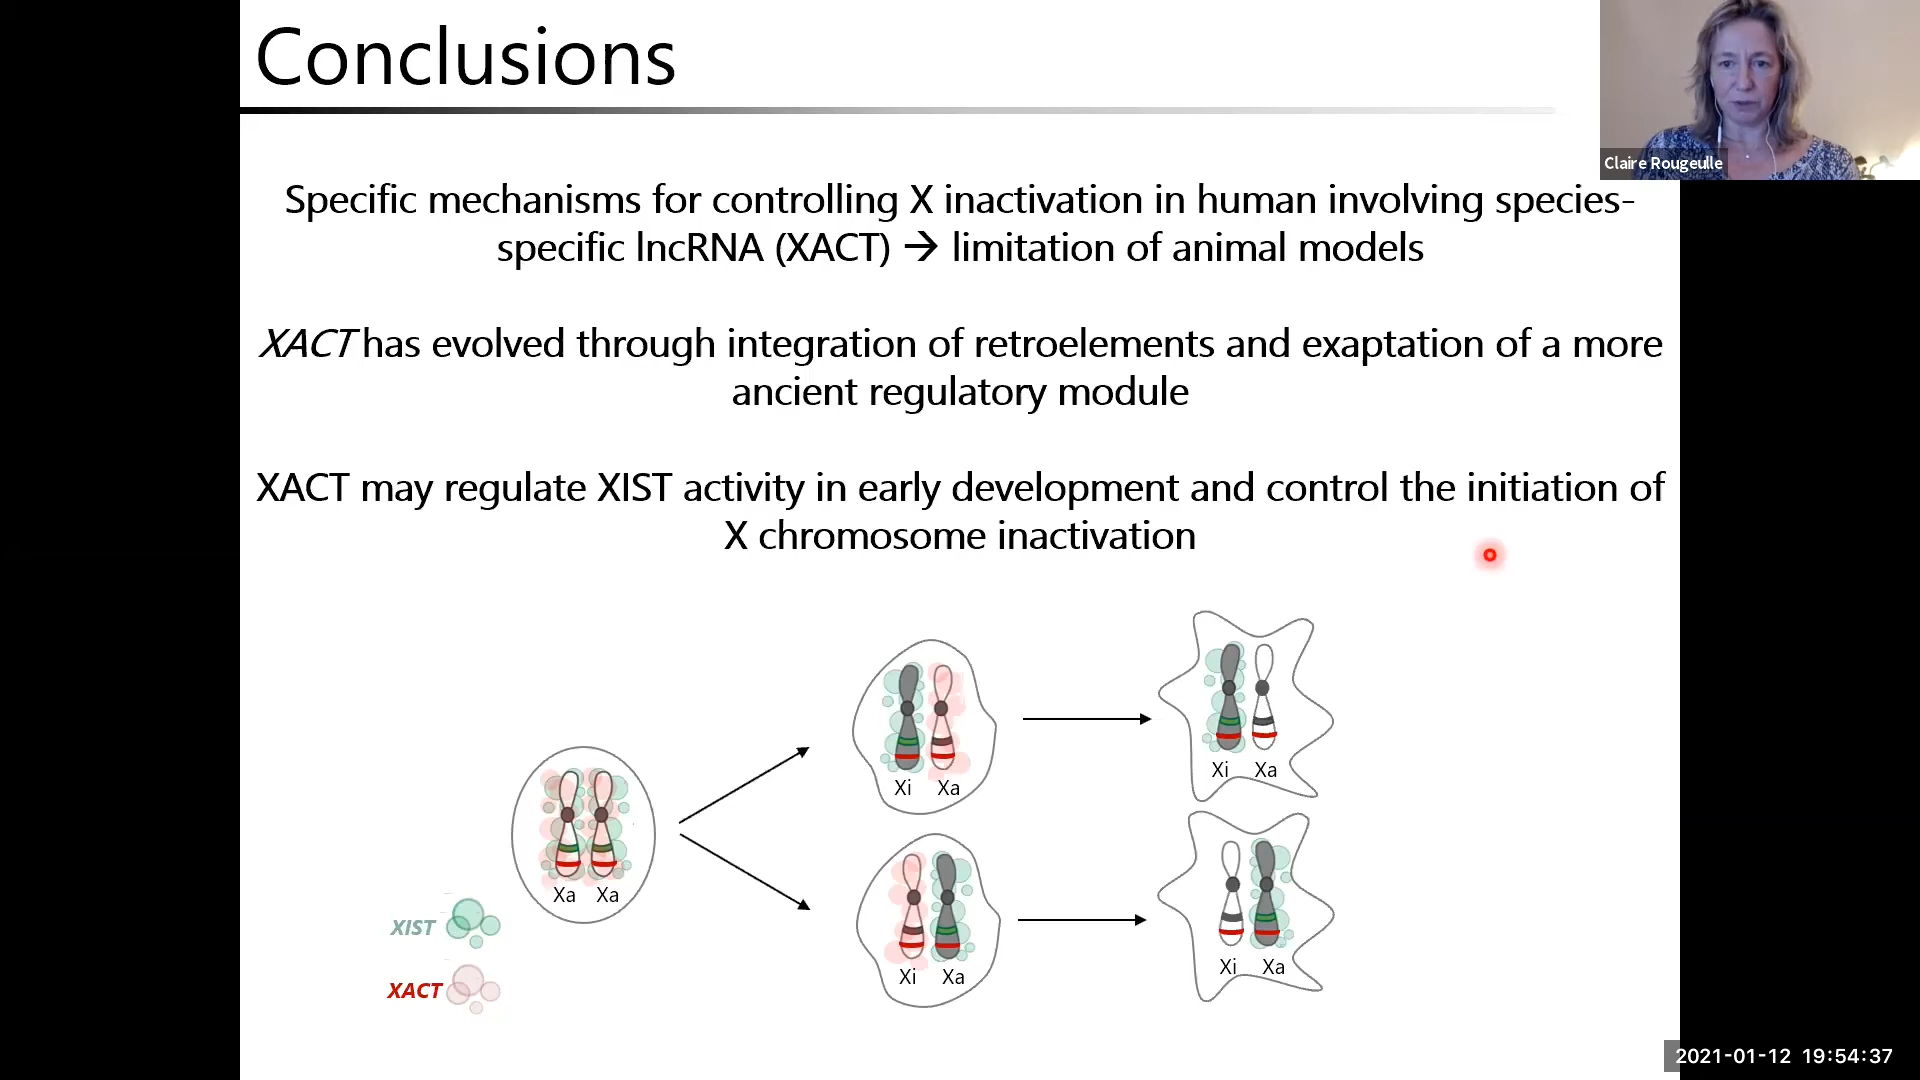 Conclusions
Claire Rougeulle
Specific mechanisms for controlling X inactivation in human involving species-
specific lncRNA (XACT) → limitation of animal models
XACT has evolved through integration of retroelements and exaptation of a more
ancient regulatory module
XACT may regulate XIST activity in early development and control the initiation of
X chromosome inactivation
Xi Xa
Xi Xa
Xa Xa
XIST
Xi Xa
Xi Xa
XACT
2021-01-12 19:54:37